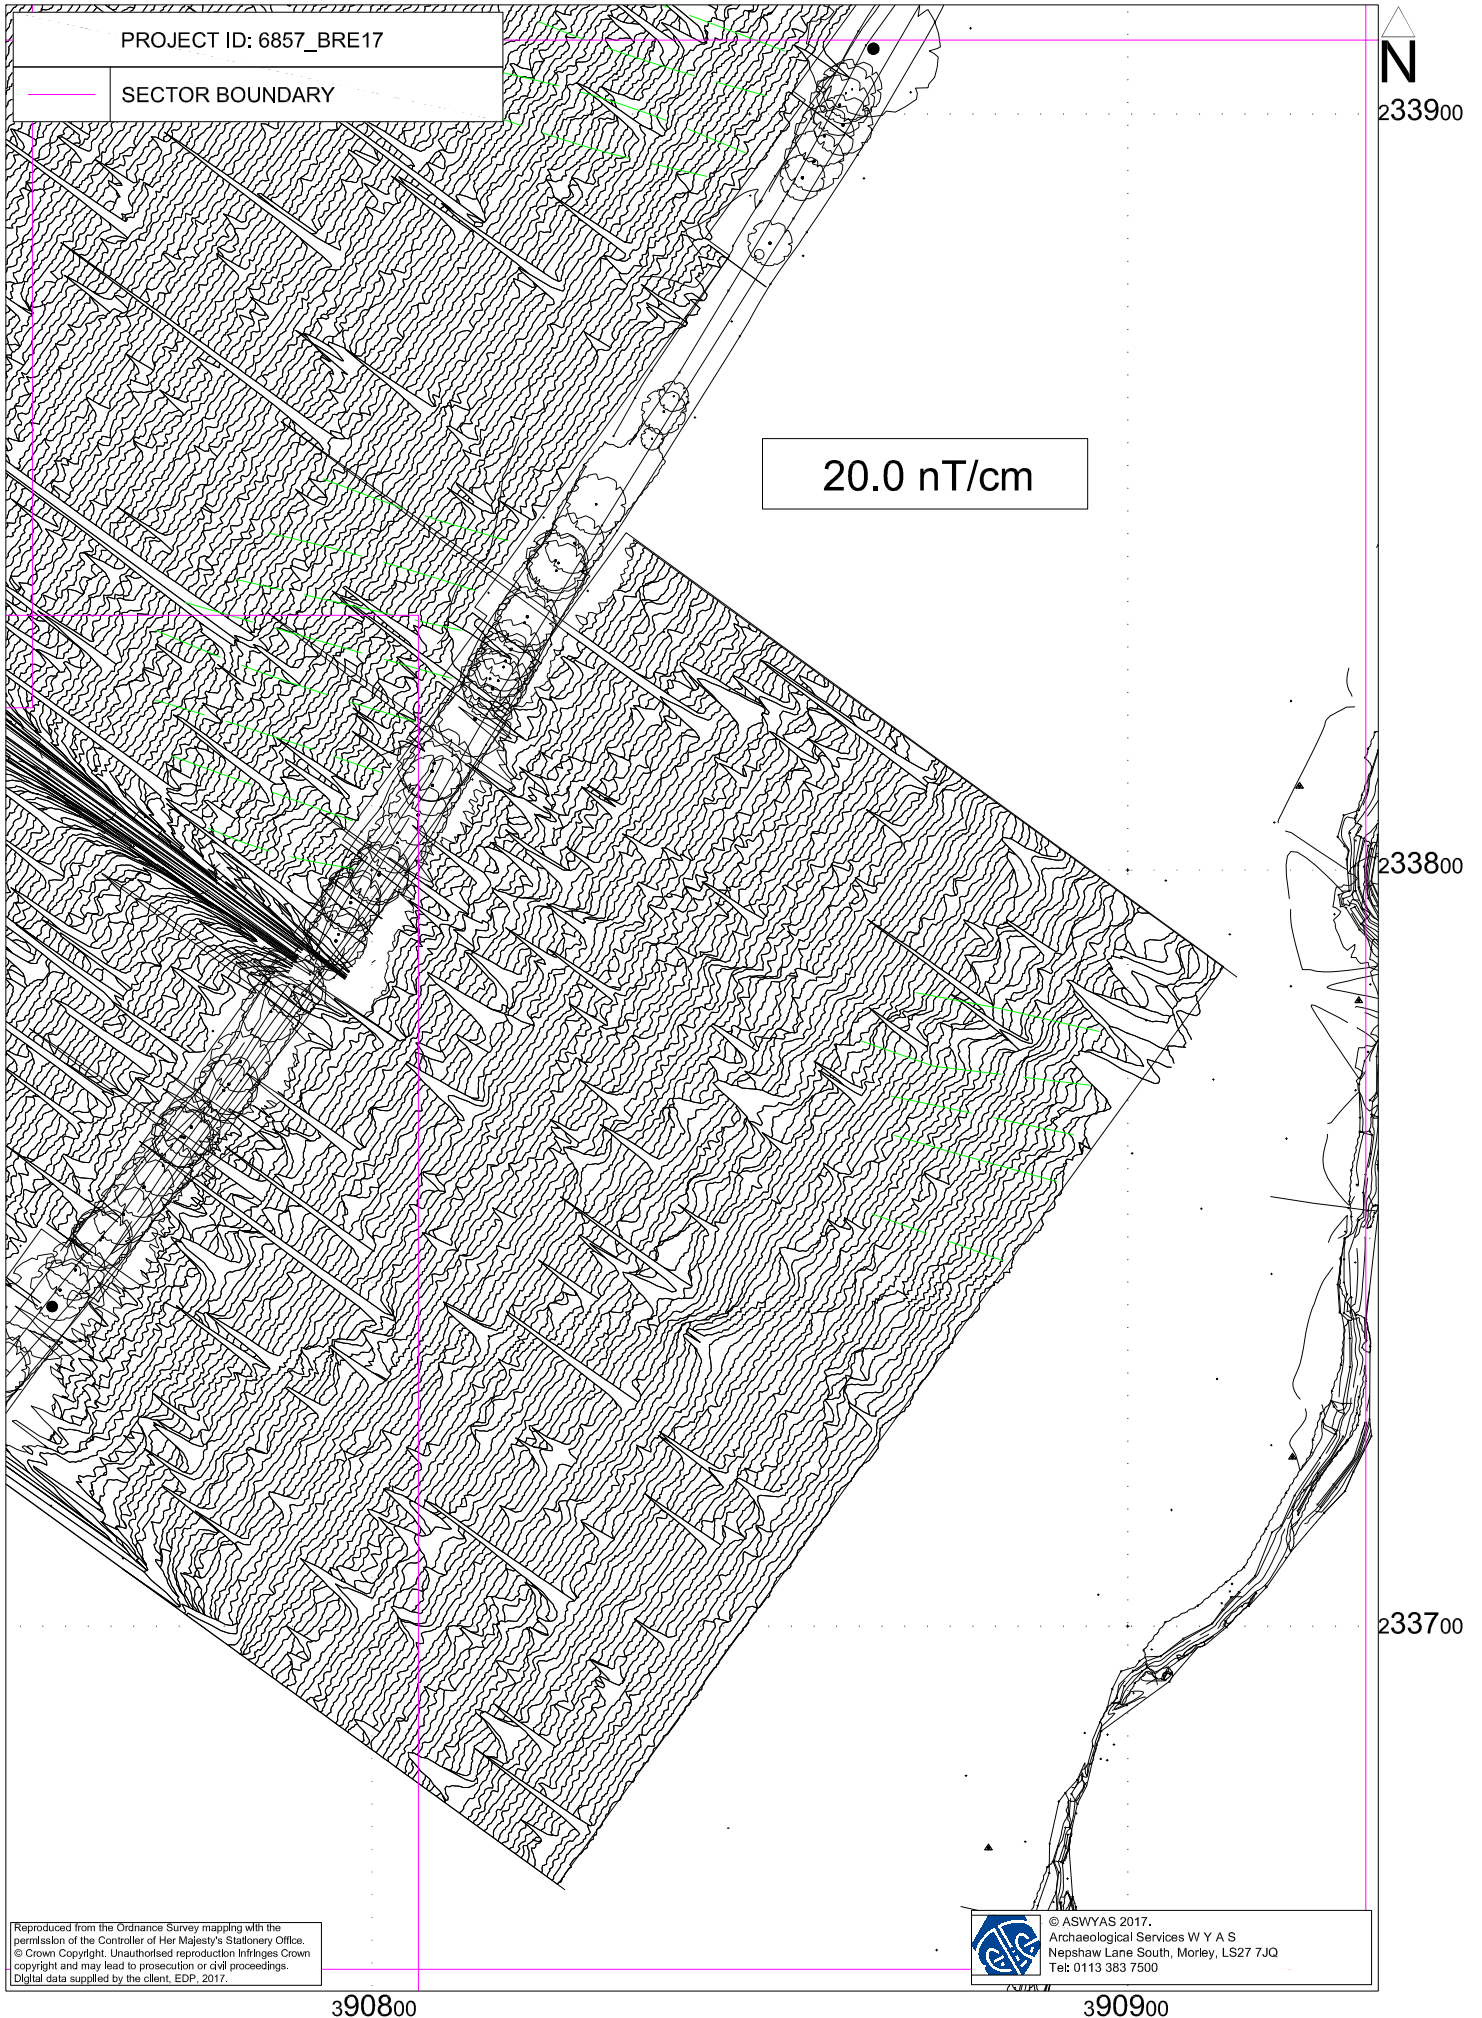 PROJECT ID: 6857_BRE17
SECTOR BOUNDARY
N
233900
20.0 nT/cm
233800
233700
Reproduced from the Ordnance Survey mapping with the
permission of the Controller of Her Majesty's Stationery Office.
© Crown Copyright. Unauthorised reproduction infringes Crown
copyright and may lead to prosecution or civil proceedings.
Digital data supplied by the client, EDP, 2017.
© ASWYAS 2017.
Archaeological Services W Y A S
Nepshaw Lane South, Morley, LS27 7JQ
Tel: 0113 383 7500
390800
390900